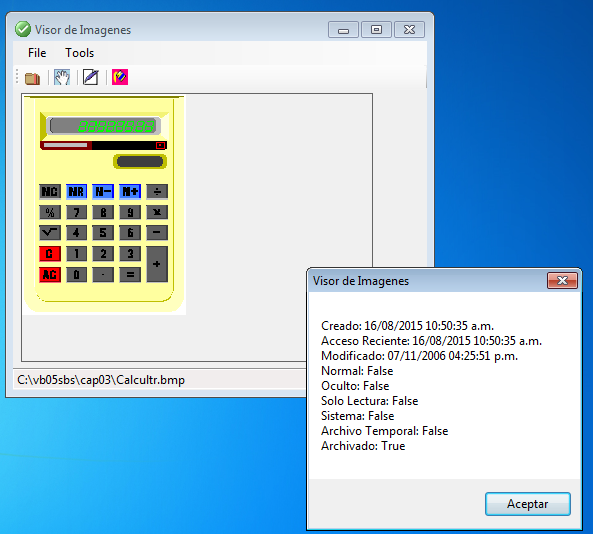 Visor de Imagenes
File Tools
NC NR N- N+ ÷
% 7 8 9
√ 4 5 6 -
C 1 2 3 +
AC 0 · =
C:\vb05sbs\cap03\Calcultr.bmp
Visor de Imagenes
Creado: 16/08/2015 10:50:35 a.m.
Acceso Reciente: 16/08/2015 10:50:35 a.m.
Modificado: 07/11/2006 04:25:51 p.m.
Normal: False
Oculto: False
Solo Lectura: False
Sistema: False
Archivo Temporal: False
Archivado: True
Aceptar